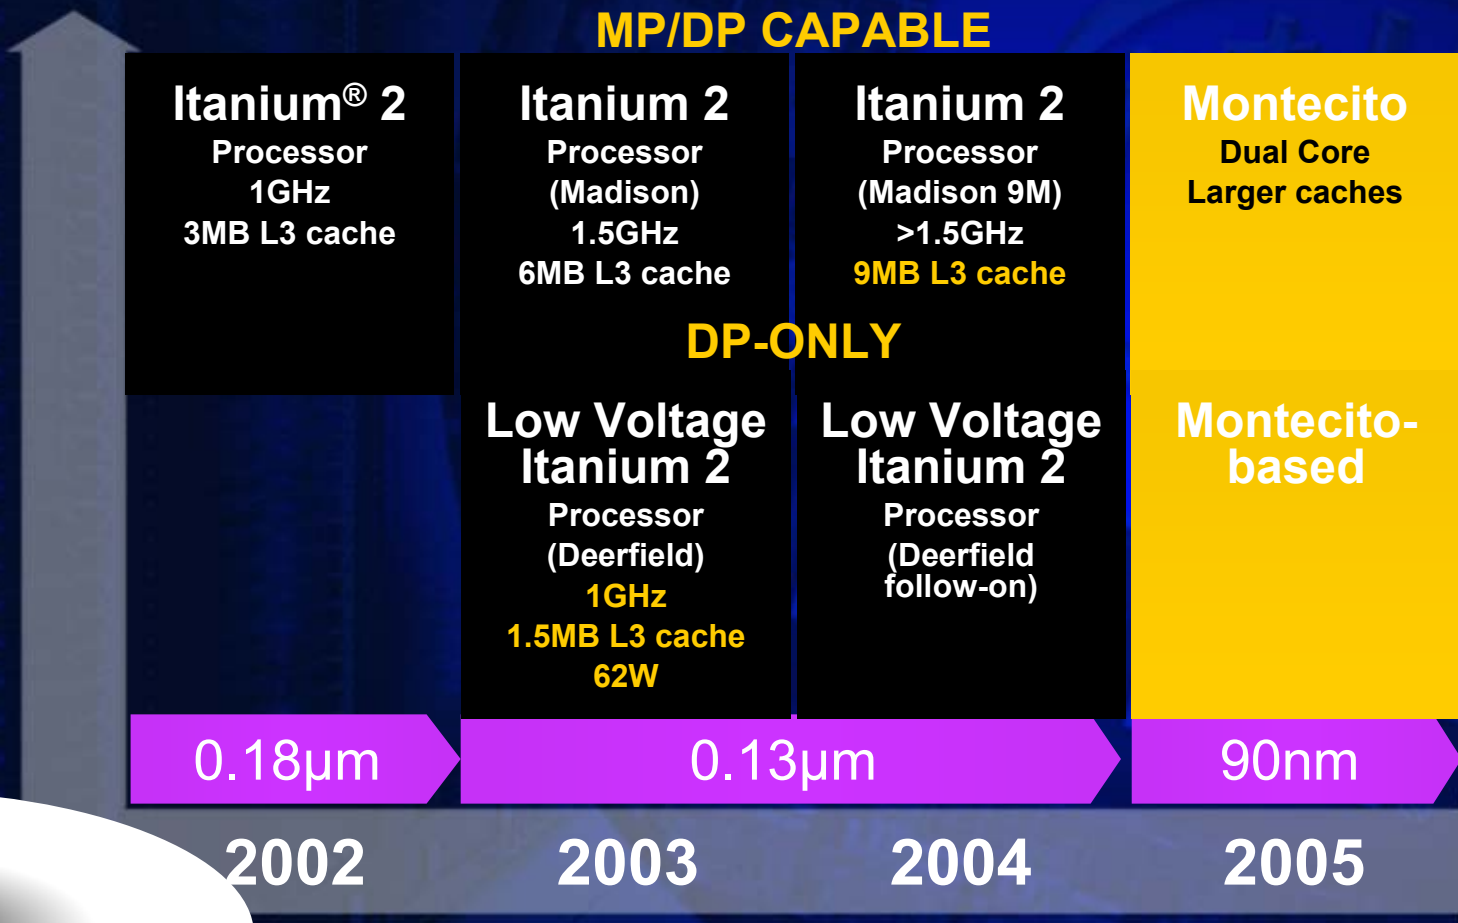 MP/DP CAPABLE
Itanium® 2
Processor
1GHz
3MB L3 cache
Itanium 2
Processor
(Madison)
1.5GHz
6MB L3 cache
Itanium 2
Processor
(Madison 9M)
>1.5GHz
9MB L3 cache
Montecito
Dual Core
Larger caches
DP-ONLY
Low Voltage
Itanium 2
Processor
(Deerfield)
1GHz
1.5MB L3 cache
62W
Low Voltage
Itanium 2
Processor
(Deerfield
follow-on)
Montecito-
based
0.18µm
0.13µm
90nm
2002
2003
2004
2005